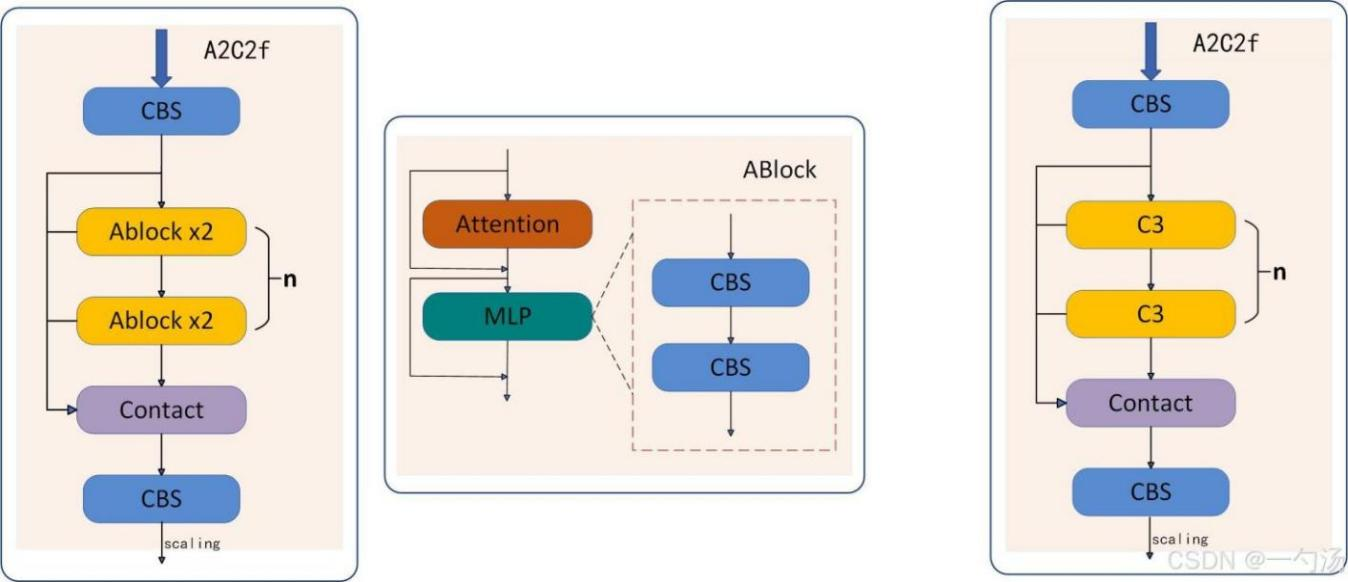 A2C2f
CBS
Ablock x2
Ablock x2
n
Contact
CBS
scaling
ABlock
Attention
MLP
CBS
CBS
A2C2f
CBS
C3
C3
n
Contact
CBS
scaling
CSDN @一勺汤